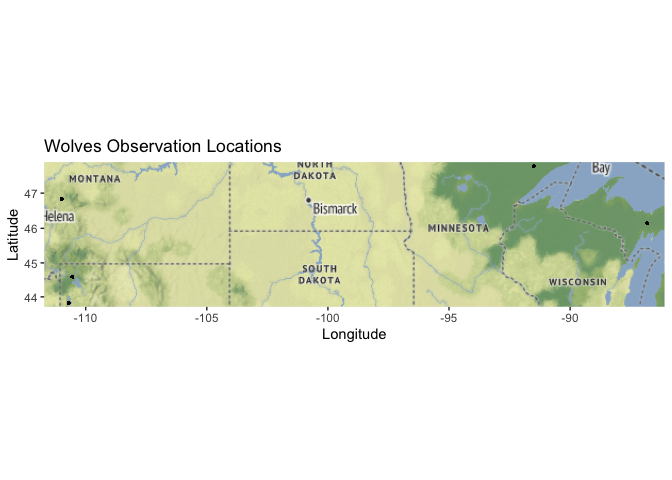 Wolves Observation Locations
NORTH
DAKOTA
Bay
MONTANA
Helena
Bismarck
MINNESOTA
SOUTH
DAKOTA
WISCONSIN
47
46
45
44
Latitude
-110
-105
-100
-95
-90
Longitude